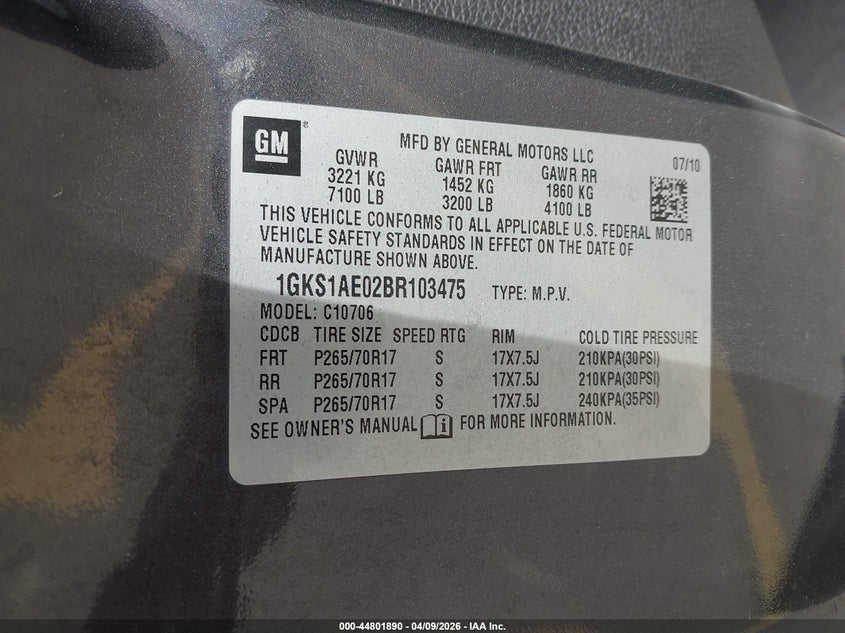 GM ®
MFD BY GENERAL MOTORS LLC 07/10
GVWR GAWR FRT GAWR RR
3221 KG 1452 KG 1860 KG
7100 LB 3200 LB 4100 LB
THIS VEHICLE CONFORMS TO ALL APPLICABLE U.S. FEDERAL MOTOR
VEHICLE SAFETY STANDARDS IN EFFECT ON THE DATE OF
MANUFACTURE SHOWN ABOVE.
1GKS1AE02BR103475 TYPE: M.P.V.
MODEL: C10706
CDCB TIRE SIZE SPEED RTG RIM COLD TIRE PRESSURE
FRT P265/70R17 S 17X7.5J 210KPA(30PSI)
RR P265/70R17 S 17X7.5J 210KPA(30PSI)
SPA P265/70R17 S 17X7.5J 240KPA(35PSI)
SEE OWNER'S MANUAL FOR MORE INFORMATION.
000-44801890 - 04/09/2026 - IAA Inc.